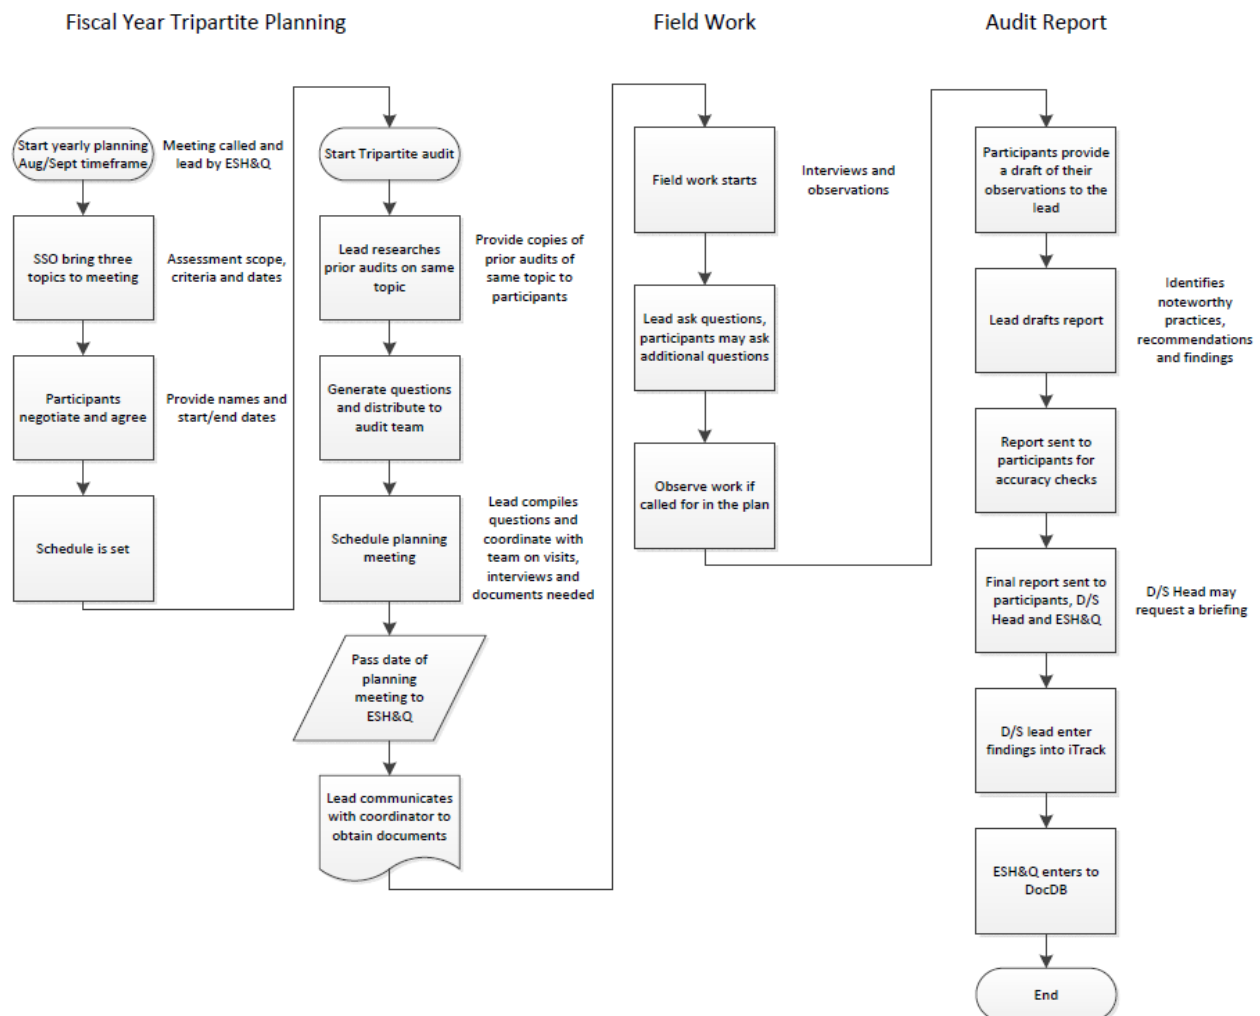 Fiscal Year Tripartite Planning
Field Work
Audit Report
Start yearly planning
Aug/Sept timeframe
Meeting called and
lead by ESH&Q
SSO bring three
topics to meeting
Assessment scope,
criteria and dates
Participants
negotiate and agree
Provide names and
start/end dates
Schedule is set
Start Tripartite audit
Lead researches
prior audits on same
topic
Provide copies of
prior audits of
same topic to
participants
Generate questions
and distribute to
audit team
Schedule planning
meeting
Lead compiles
questions and
coordinate with
team on visits,
interviews and
documents needed
Pass date of
planning
meeting to
ESH&Q
Lead communicates
with coordinator to
obtain documents
Field work starts
Interviews and
observations
Lead ask questions,
participants may ask
additional questions
Observe work if
called for in the plan
Participants provide
a draft of their
observations to the
lead
Lead drafts report
Identifies
noteworthy
practices,
recommendations
and findings
Report sent to
participants for
accuracy checks
Final report sent to
participants, D/S
Head and ESH&Q
D/S Head may
request a briefing
D/S lead enter
findings into iTrack
ESH&Q enters to
DocDB
End